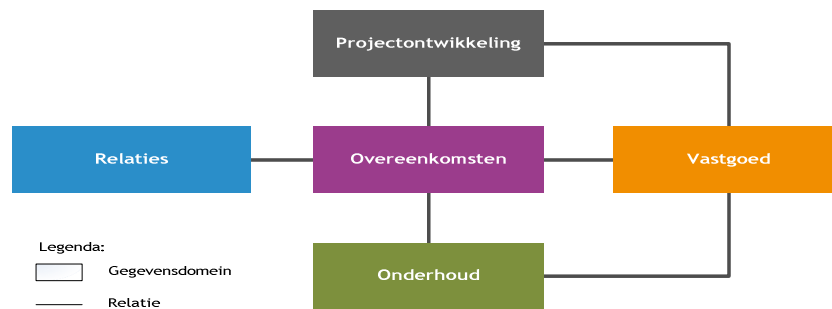 Projectontwikkeling
Relaties
Overeenkomsten
Vastgoed
Onderhoud
Legenda:
Gegevensdomein
Relatie